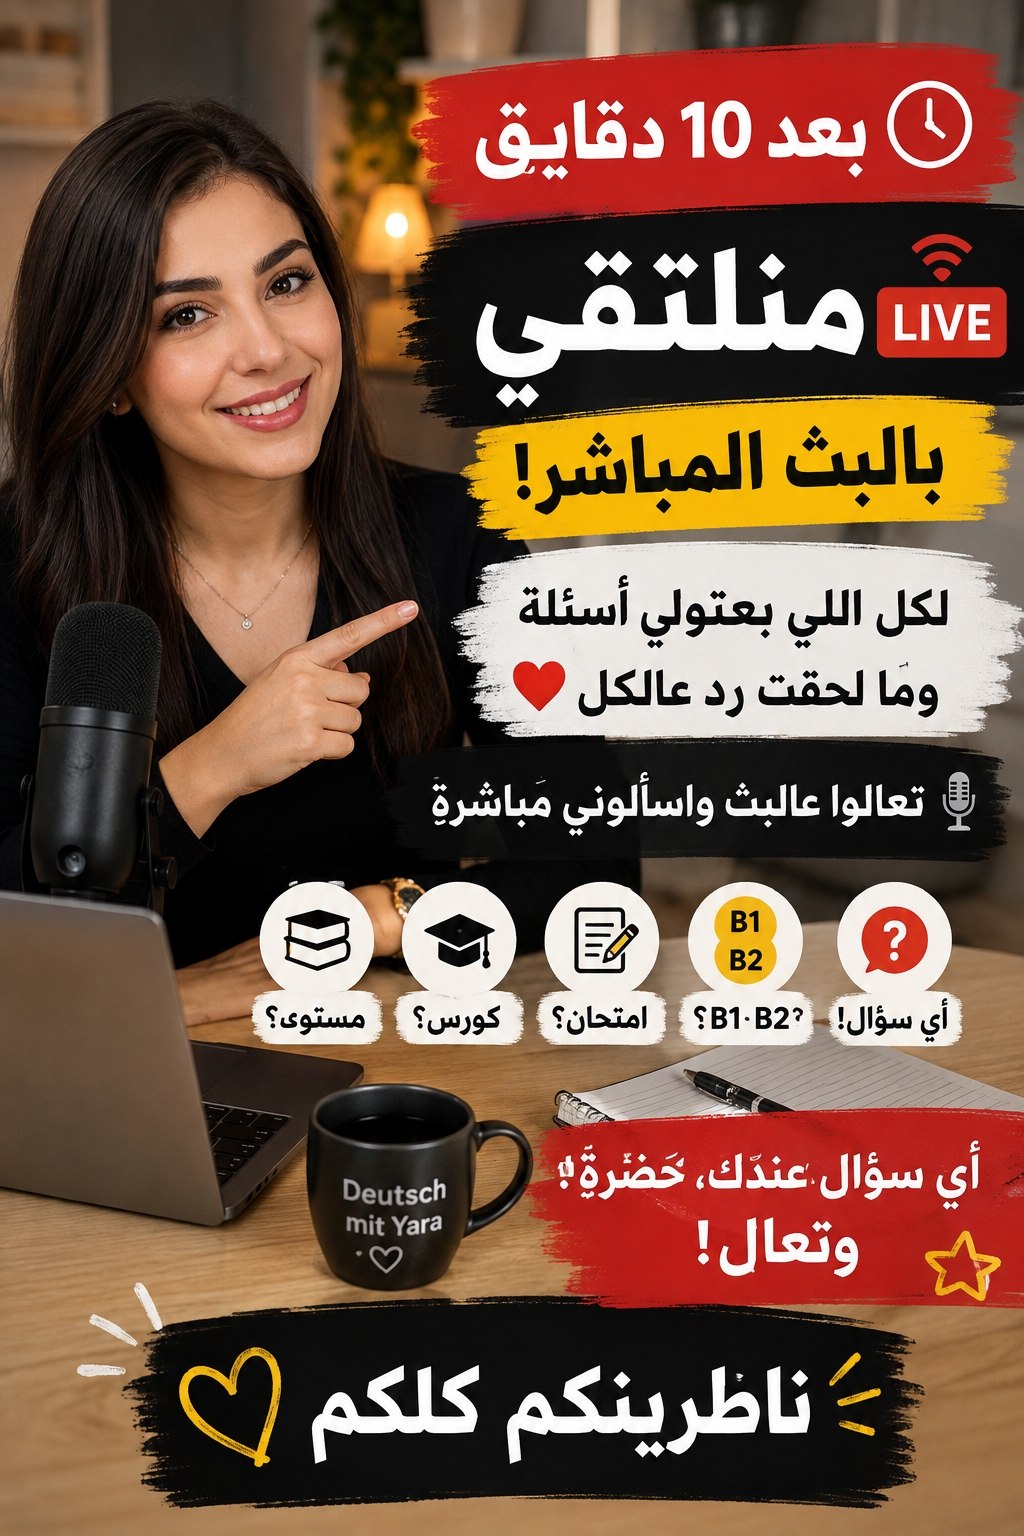 بعد 10 دقايق
منلتقي
LIVE
بالبث المباشر!
لكل اللي بعتولي أسئلة
وما لحقت رد عالكل
تعالوا عالبث واسألوني مباشرة
أي سؤال!
B1
B2
B1·B2؟؟
امتحان؟
كورس؟
مستوى؟
أي سؤال عندك، حضرة!
وتعال!
Deutsch
mit Yara
ناظرينكم كلكم